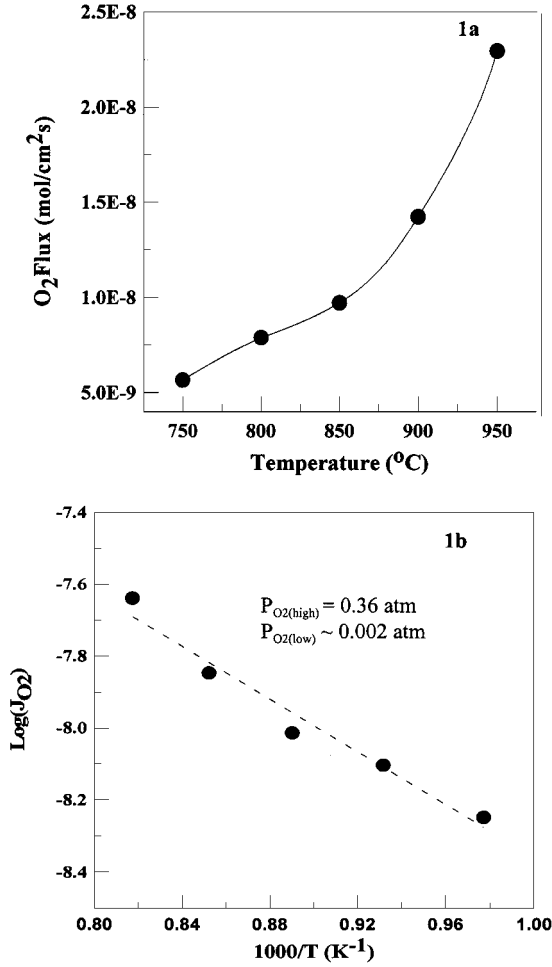 1a
2.5E-8
2.0E-8
1.5E-8
1.0E-8
5.0E-9
O2Flux (mol/cm2s)
750 800 850 900 950
Temperature (oC)
1b
-7.4
-7.6
-7.8
-8.0
-8.2
-8.4
PO2(high) = 0.36 atm
PO2(low) ~ 0.002 atm
Log(JO2)
0.80 0.84 0.88 0.92 0.96 1.00
1000/T (K-1)